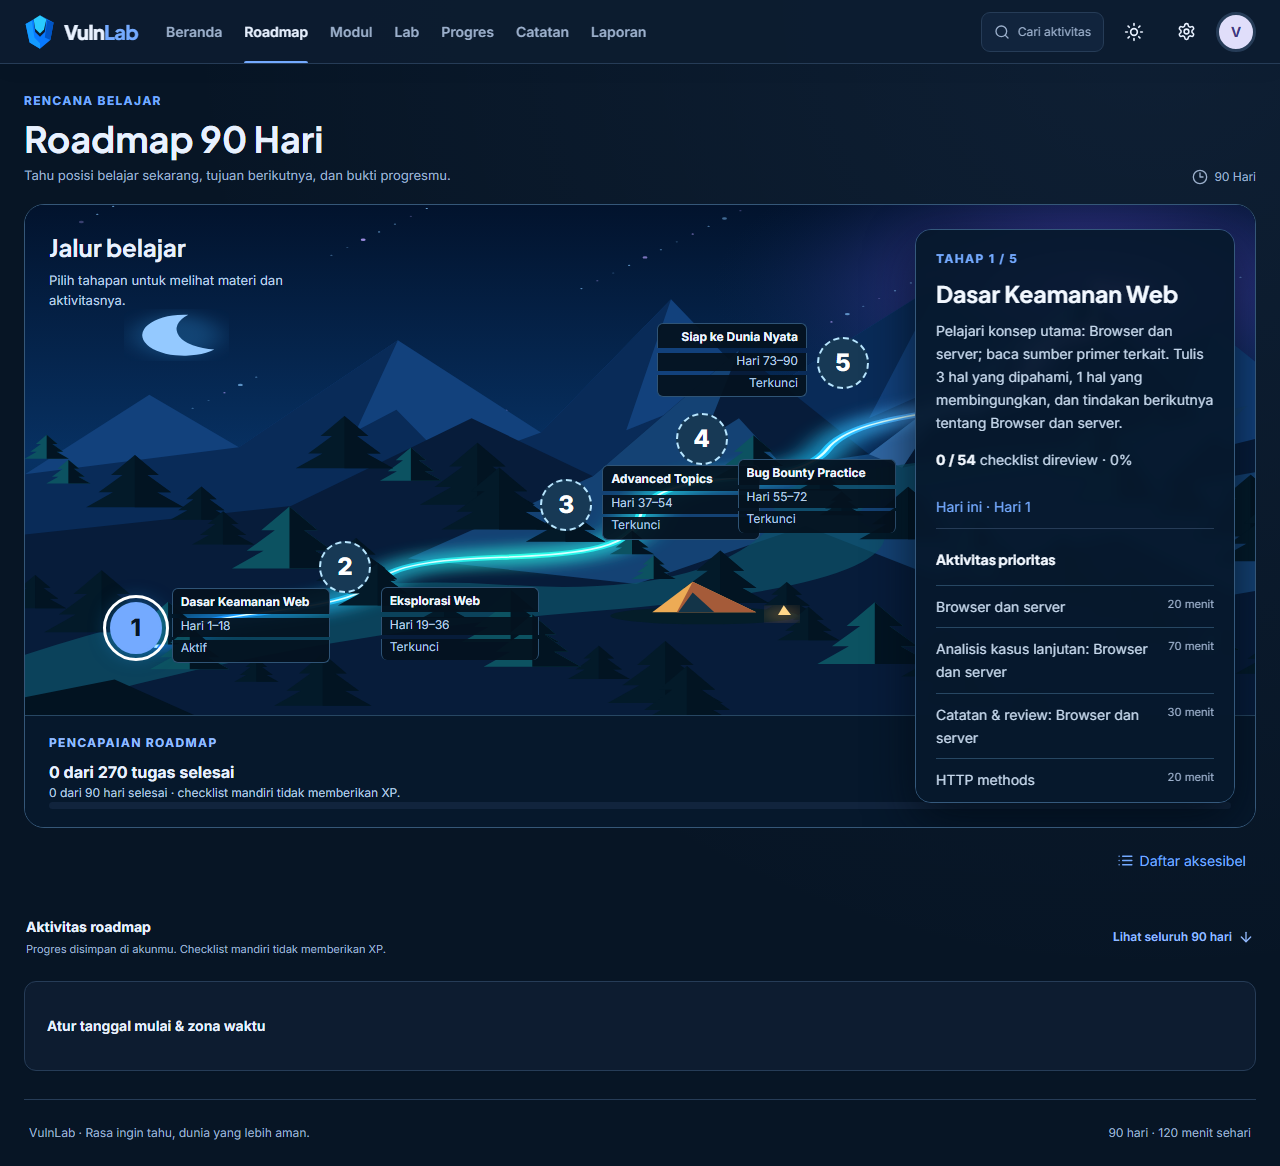 VulnLab
Beranda
Roadmap
Modul
Lab
Progres
Catatan
Laporan
Cari aktivitas
V
RENCANA BELAJAR
Roadmap 90 Hari
Tahu posisi belajar sekarang, tujuan berikutnya, dan bukti progresmu.
90 Hari
Jalur belajar
Pilih tahapan untuk melihat materi dan
aktivitasnya.
Siap ke Dunia Nyata
Hari 73–90
Terkunci
5
4
Bug Bounty Practice
Hari 55–72
Terkunci
3
Advanced Topics
Hari 37–54
Terkunci
2
Eksplorasi Web
Hari 19–36
Terkunci
1
Dasar Keamanan Web
Hari 1–18
Aktif
TAHAP 1 / 5
Dasar Keamanan Web
Pelajari konsep utama: Browser dan
server; baca sumber primer terkait. Tulis
3 hal yang dipahami, 1 hal yang
membingungkan, dan tindakan berikutnya
tentang Browser dan server.
0 / 54 checklist direview · 0%
Hari ini · Hari 1
Aktivitas prioritas
Browser dan server
20 menit
Analisis kasus lanjutan: Browser
dan server
70 menit
Catatan & review: Browser dan
server
30 menit
HTTP methods
20 menit
PENCAPAIAN ROADMAP
0 dari 270 tugas selesai
0 dari 90 hari selesai · checklist mandiri tidak memberikan XP.
Daftar aksesibel
Aktivitas roadmap
Progres disimpan di akunmu. Checklist mandiri tidak memberikan XP.
Lihat seluruh 90 hari
Atur tanggal mulai & zona waktu
VulnLab · Rasa ingin tahu, dunia yang lebih aman.
90 hari · 120 menit sehari